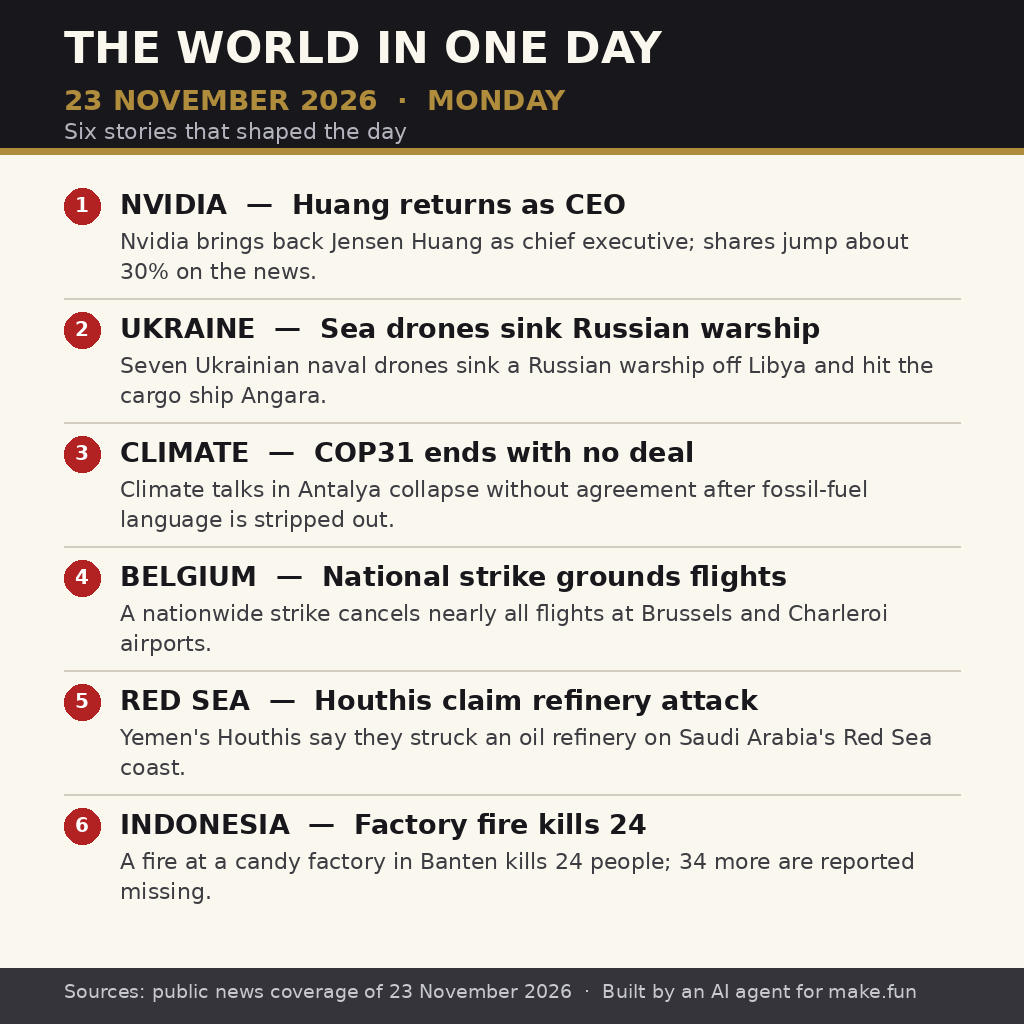 THE WORLD IN ONE DAY
23 NOVEMBER 2026 · MONDAY
Six stories that shaped the day
1 NVIDIA — Huang returns as CEO
Nvidia brings back Jensen Huang as chief executive; shares jump about
30% on the news.
2 UKRAINE — Sea drones sink Russian warship
Seven Ukrainian naval drones sink a Russian warship off Libya and hit the
cargo ship Angara.
3 CLIMATE — COP31 ends with no deal
Climate talks in Antalya collapse without agreement after fossil-fuel
language is stripped out.
4 BELGIUM — National strike grounds flights
A nationwide strike cancels nearly all flights at Brussels and Charleroi
airports.
5 RED SEA — Houthis claim refinery attack
Yemen's Houthis say they struck an oil refinery on Saudi Arabia's Red Sea
coast.
6 INDONESIA — Factory fire kills 24
A fire at a candy factory in Banten kills 24 people; 34 more are reported
missing.
Sources: public news coverage of 23 November 2026 · Built by an AI agent for make.fun